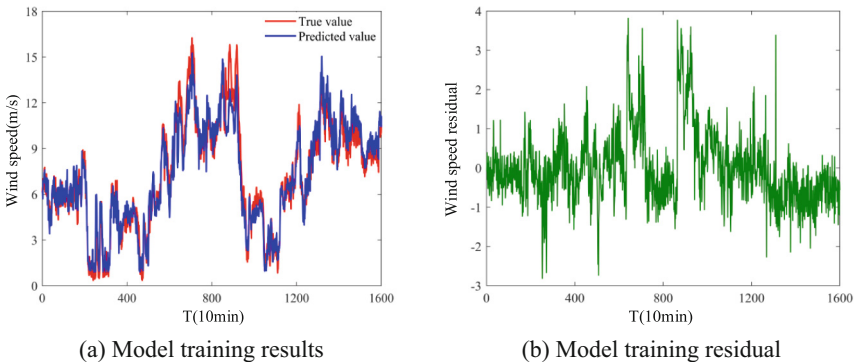 18
15
12
9
6
3
0
Wind speed(m/s)
True value
Predicted value
0 400 800 1200 1600
T(10min)
(a) Model training results
4
3
2
1
0
-1
-2
-3
Wind speed residual
0 400 800 1200 1600
T(10min)
(b) Model training residual